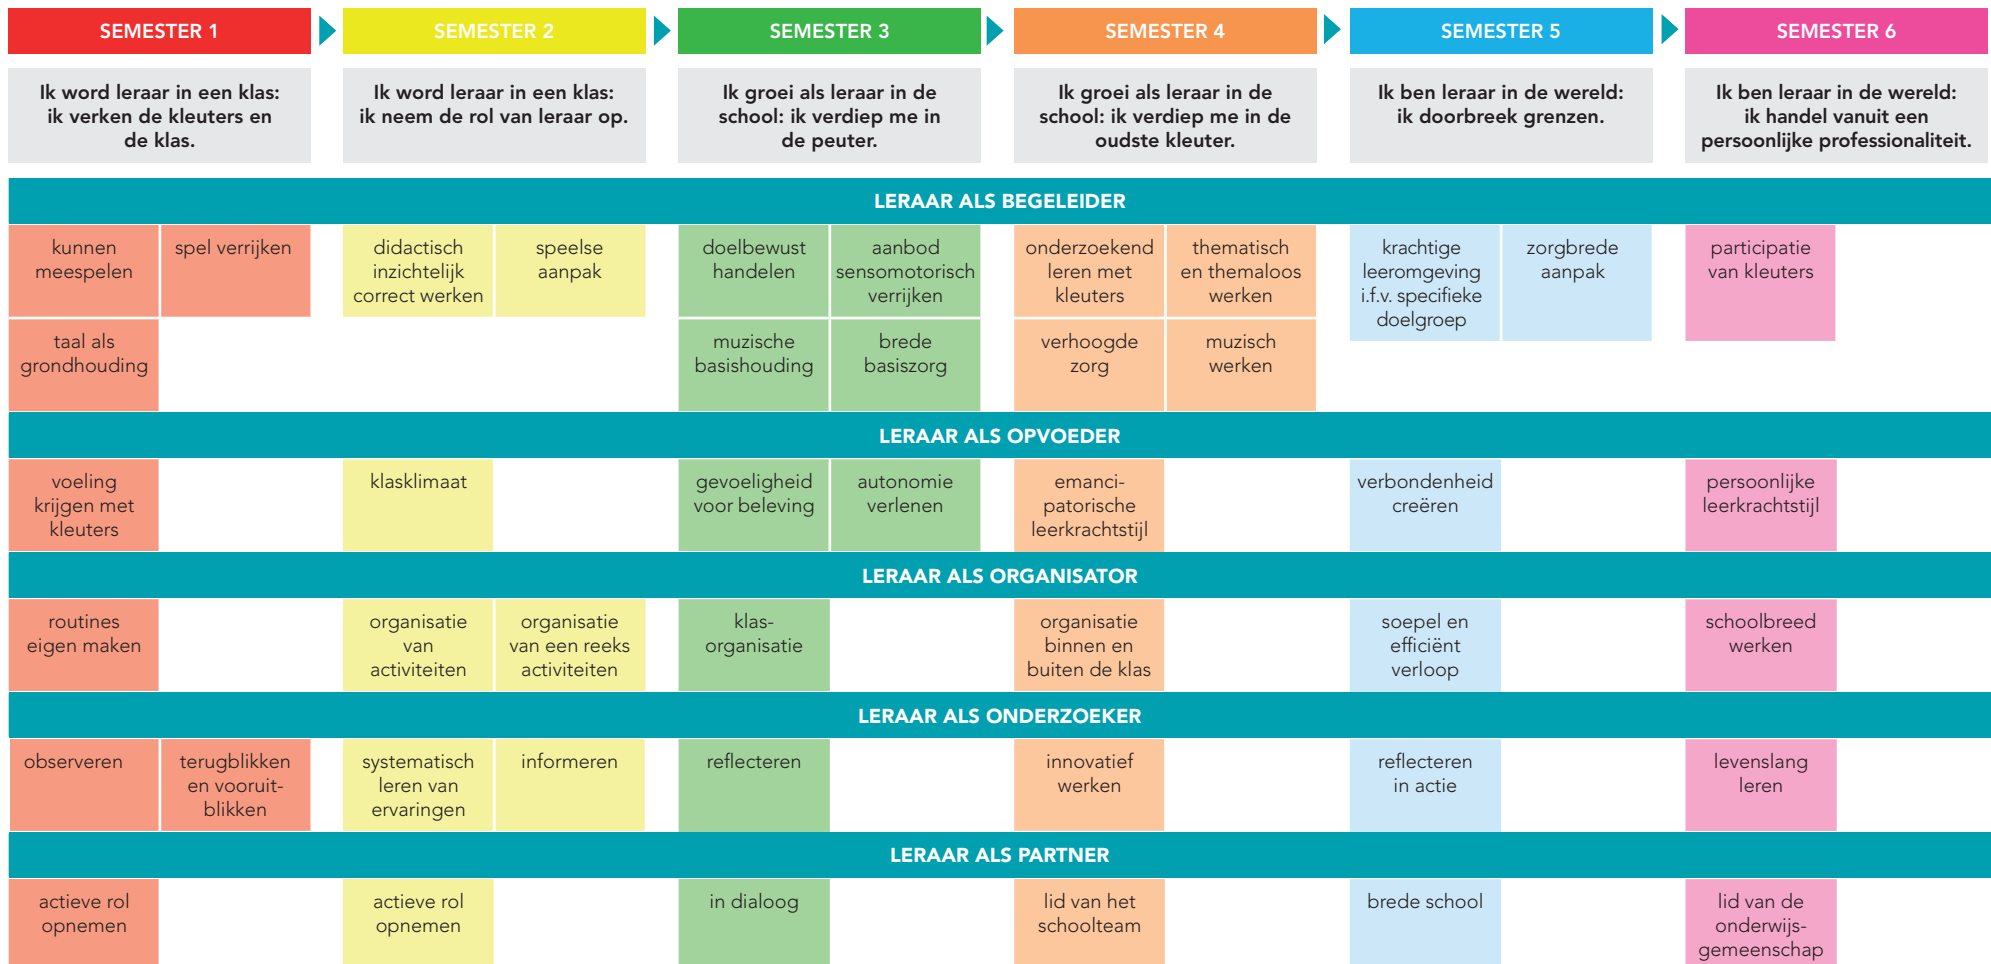 SEMESTER 1
SEMESTER 2
SEMESTER 3
SEMESTER 4
SEMESTER 5
SEMESTER 6
Ik word leraar in een klas:
ik verken de kleuters en
de klas.
Ik word leraar in een klas:
ik neem de rol van leraar op.
Ik groei als leraar in de
school: ik verdiep me in
de peuter.
Ik groei als leraar in de
school: ik verdiep me in de
oudste kleuter.
Ik ben leraar in de wereld:
ik doorbreek grenzen.
Ik ben leraar in de wereld:
ik handel vanuit een
persoonlijke professionaliteit.
LERAAR ALS BEGELEIDER
kunnen
meespelen
spel verrijken
didactisch
inzichtelijk
correct werken
speelse
aanpak
doelbewust
handelen
aanbod
sensomotorisch
verrijken
onderzoekend
leren met
kleuters
thematisch
en themaloos
werken
krachtige
leeromgeving
i.f.v. specifieke
doelgroep
zorgbrede
aanpak
participatie
van kleuters
taal als
grondhouding
muzische
basishouding
brede
basiszorg
verhoogde
zorg
muzisch
werken
LERAAR ALS OPVOEDER
voeling
krijgen met
kleuters
klasklimaat
gevoeligheid
voor beleving
autonomie
verlenen
emanci-
patorische
leerkrachtstijl
verbondenheid
creëren
persoonlijke
leerkrachtstijl
LERAAR ALS ORGANISATOR
routines
eigen maken
organisatie
van
activiteiten
organisatie
van een reeks
activiteiten
klas-
organisatie
organisatie
binnen en
buiten de klas
soepel en
efficiënt
verloop
schoolbreed
werken
LERAAR ALS ONDERZOEKER
observeren
terugblikken
en vooruit-
blikken
systematisch
leren van
ervaringen
informeren
reflecteren
innovatief
werken
reflecteren
in actie
levenslang
leren
LERAAR ALS PARTNER
actieve rol
opnemen
actieve rol
opnemen
in dialoog
lid van het
schoolteam
brede school
lid van de
onderwijs-
gemeenschap